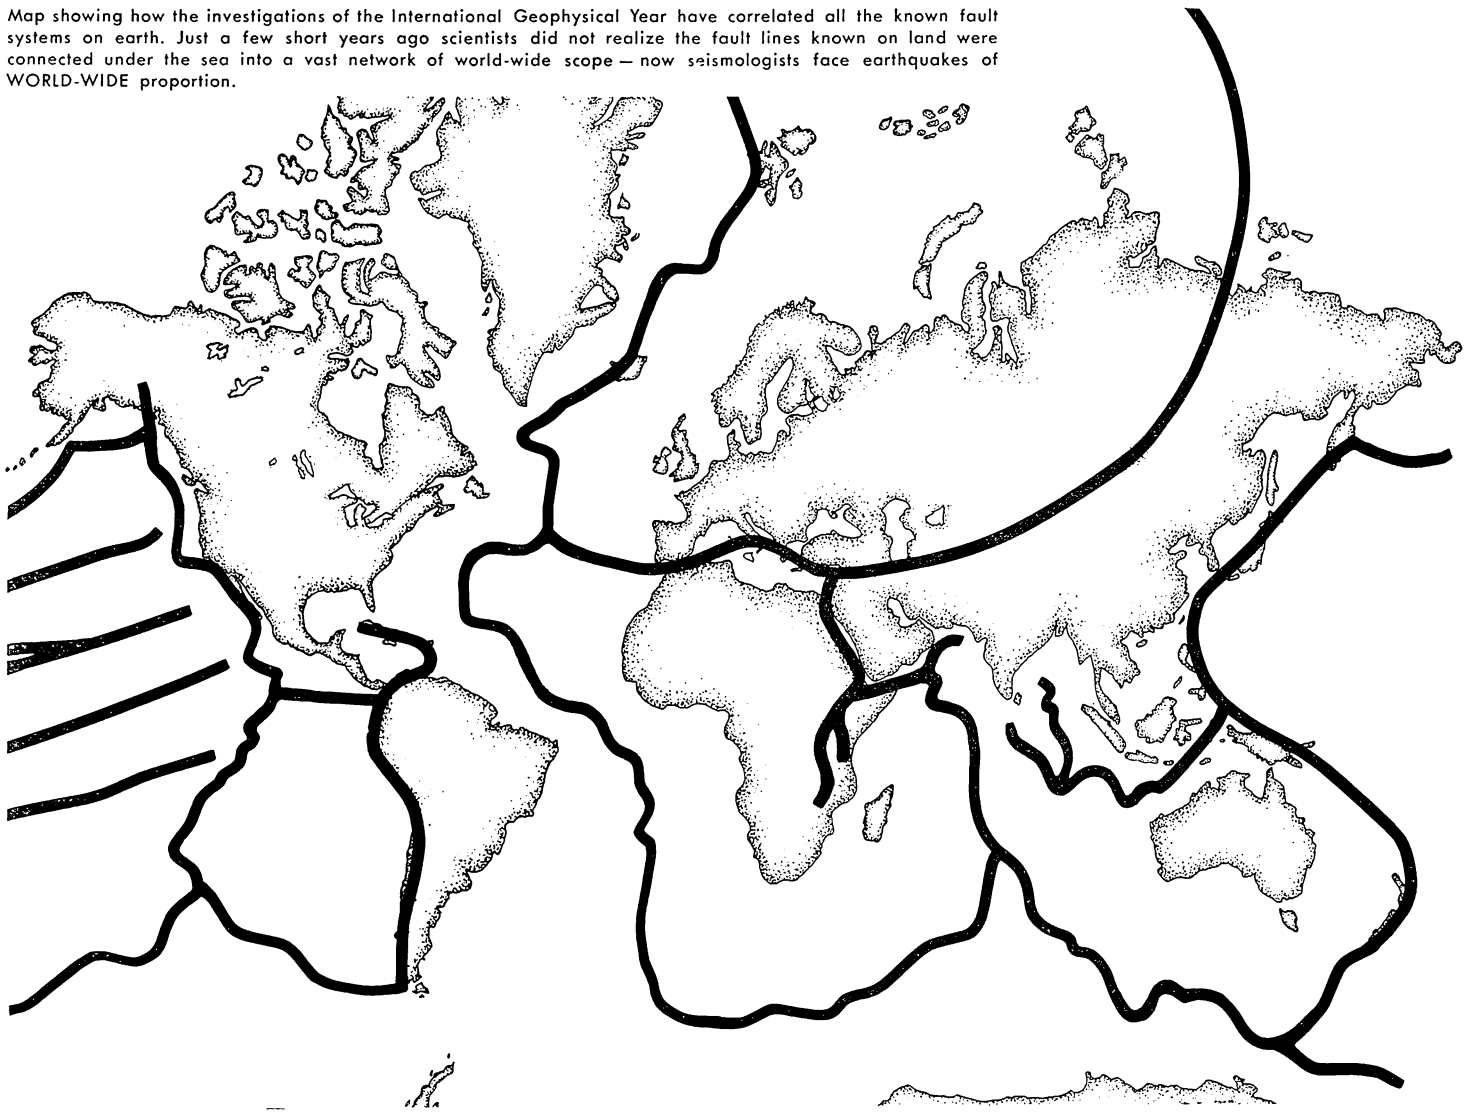 Map showing how the investigations of the International Geophysical Year have correlated all the known fault
systems on earth. Just a few short years ago scientists did not realize the fault lines known on land were
connected under the sea into a vast network of world-wide scope — now seismologists face earthquakes of
WORLD-WIDE proportion.